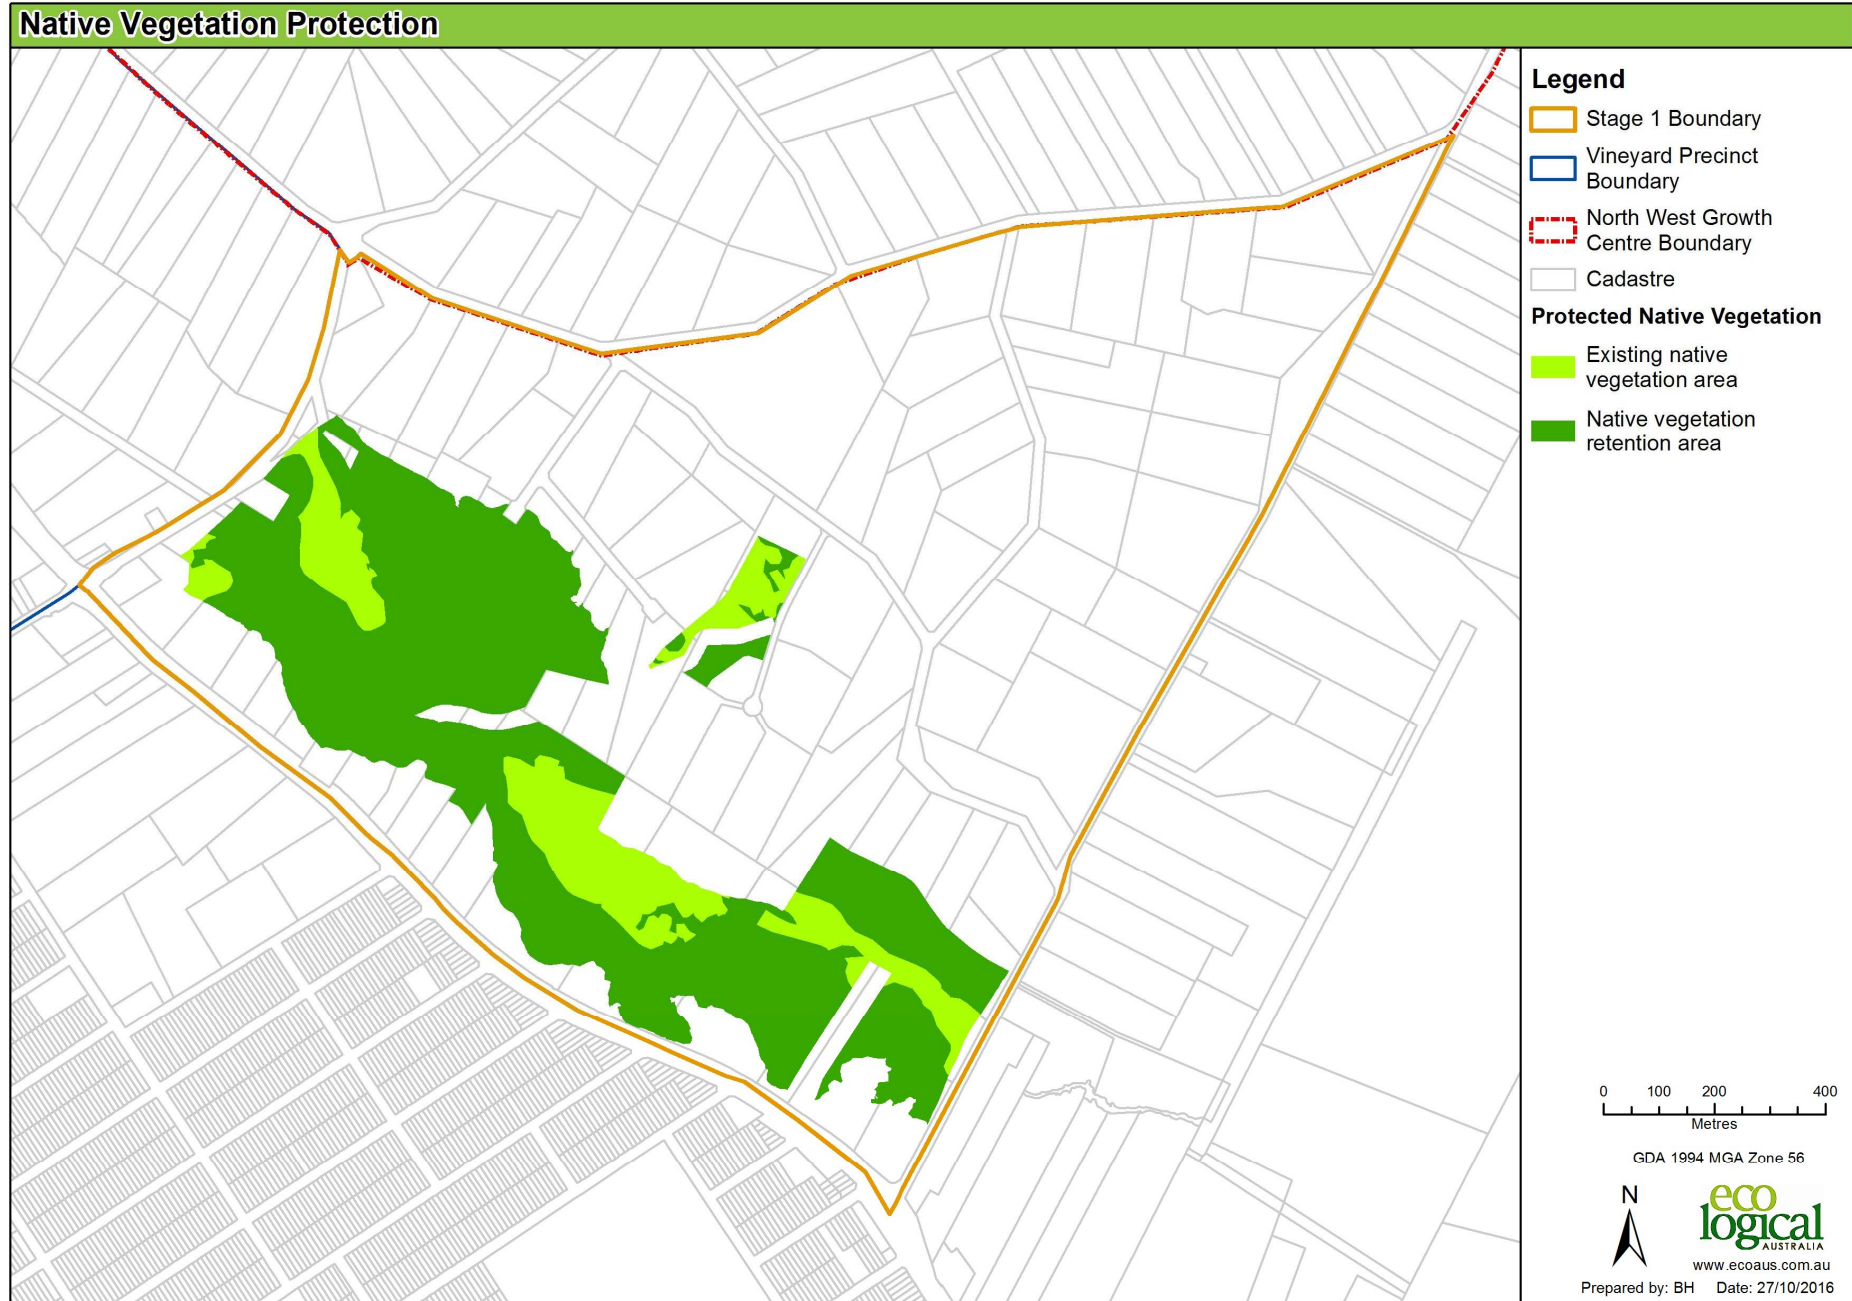 Native Vegetation Protection
Legend
Stage 1 Boundary
Vineyard Precinct
Boundary
North West Growth
Centre Boundary
Cadastre
Protected Native Vegetation
Existing native
vegetation area
Native vegetation
retention area
0 100 200 400
Metres
GDA 1994 MGA Zone 56
N
eco
logical
AUSTRALIA
www.ecoaus.com.au
Prepared by: BH Date: 27/10/2016